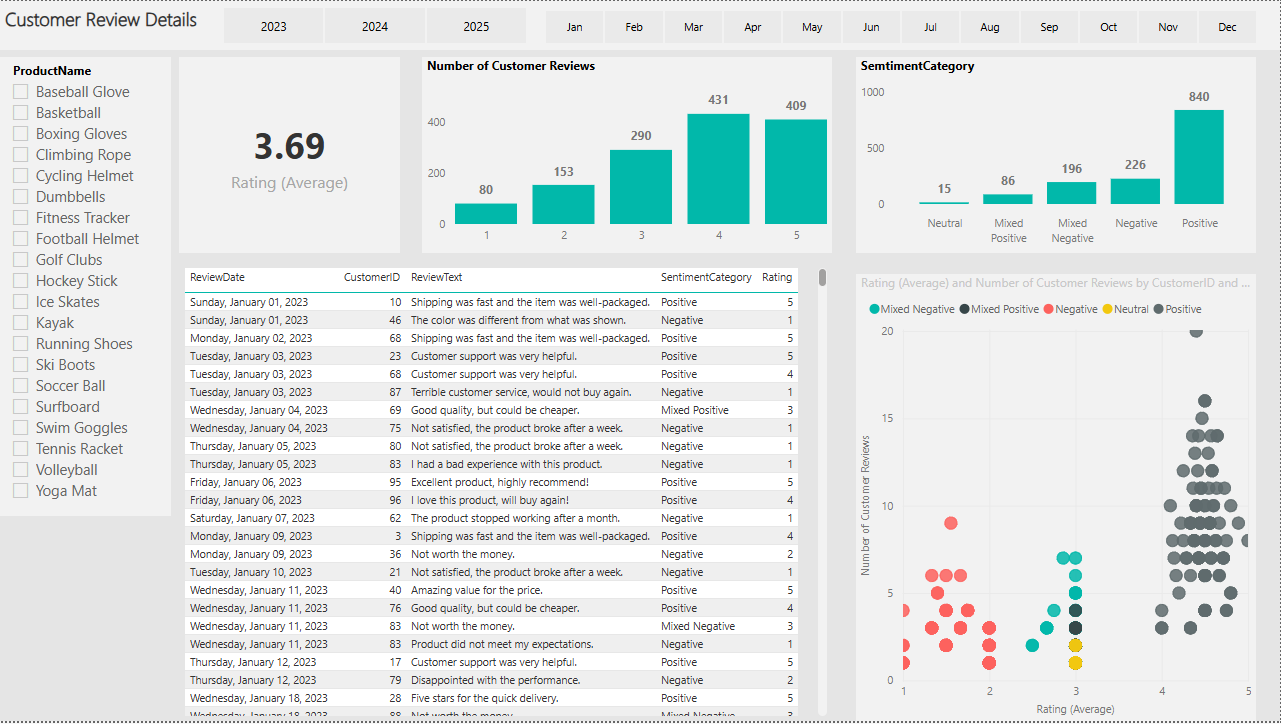 Customer Review Details
2023 2024 2025 Jan Feb Mar Apr May Jun Jul Aug Sep Oct Nov Dec
ProductName
Baseball Glove
Basketball
Boxing Gloves
Climbing Rope
Cycling Helmet
Dumbbells
Fitness Tracker
Football Helmet
Golf Clubs
Hockey Stick
Ice Skates
Kayak
Running Shoes
Ski Boots
Soccer Ball
Surfboard
Swim Goggles
Tennis Racket
Volleyball
Yoga Mat
3.69
Rating (Average)
Number of Customer Reviews
400
200
0
80 153 290 431 409
1 2 3 4 5
SemtimentCategory
1000
500
0
15 86 196 226 840
Neutral Mixed Positive Mixed Negative Negative Positive
ReviewDate CustomerID ReviewText SentimentCategory Rating
Sunday, January 01, 2023 10 Shipping was fast and the item was well-packaged. Positive 5
Sunday, January 01, 2023 46 The color was different from what was shown. Negative 1
Monday, January 02, 2023 68 Shipping was fast and the item was well-packaged. Positive 5
Tuesday, January 03, 2023 23 Customer support was very helpful. Positive 5
Tuesday, January 03, 2023 68 Customer support was very helpful. Positive 4
Tuesday, January 03, 2023 87 Terrible customer service, would not buy again. Negative 1
Wednesday, January 04, 2023 69 Good quality, but could be cheaper. Mixed Positive 3
Wednesday, January 04, 2023 75 Not satisfied, the product broke after a week. Negative 1
Thursday, January 05, 2023 80 Not satisfied, the product broke after a week. Negative 1
Thursday, January 05, 2023 83 I had a bad experience with this product. Negative 1
Friday, January 06, 2023 95 Excellent product, highly recommend! Positive 5
Friday, January 06, 2023 96 I love this product, will buy again! Positive 4
Saturday, January 07, 2023 62 The product stopped working after a month. Negative 1
Monday, January 09, 2023 3 Shipping was fast and the item was well-packaged. Positive 4
Monday, January 09, 2023 36 Not worth the money. Negative 2
Tuesday, January 10, 2023 21 Not satisfied, the product broke after a week. Negative 1
Wednesday, January 11, 2023 40 Amazing value for the price. Positive 5
Wednesday, January 11, 2023 76 Good quality, but could be cheaper. Positive 4
Wednesday, January 11, 2023 83 Not worth the money. Mixed Negative 3
Wednesday, January 11, 2023 83 Product did not meet my expectations. Negative 1
Thursday, January 12, 2023 17 Customer support was very helpful. Positive 5
Thursday, January 12, 2023 79 Disappointed with the performance. Negative 2
Wednesday, January 18, 2023 28 Five stars for the quick delivery. Positive 5
Wednesday, January 18, 2023 88 Not worth the money. Mixed Negative 3
Rating (Average) and Number of Customer Reviews by CustomerID and ...
Mixed Negative Mixed Positive Negative Neutral Positive
Number of Customer Reviews
20
15
10
5
0
1 2 3 4 5
Rating (Average)